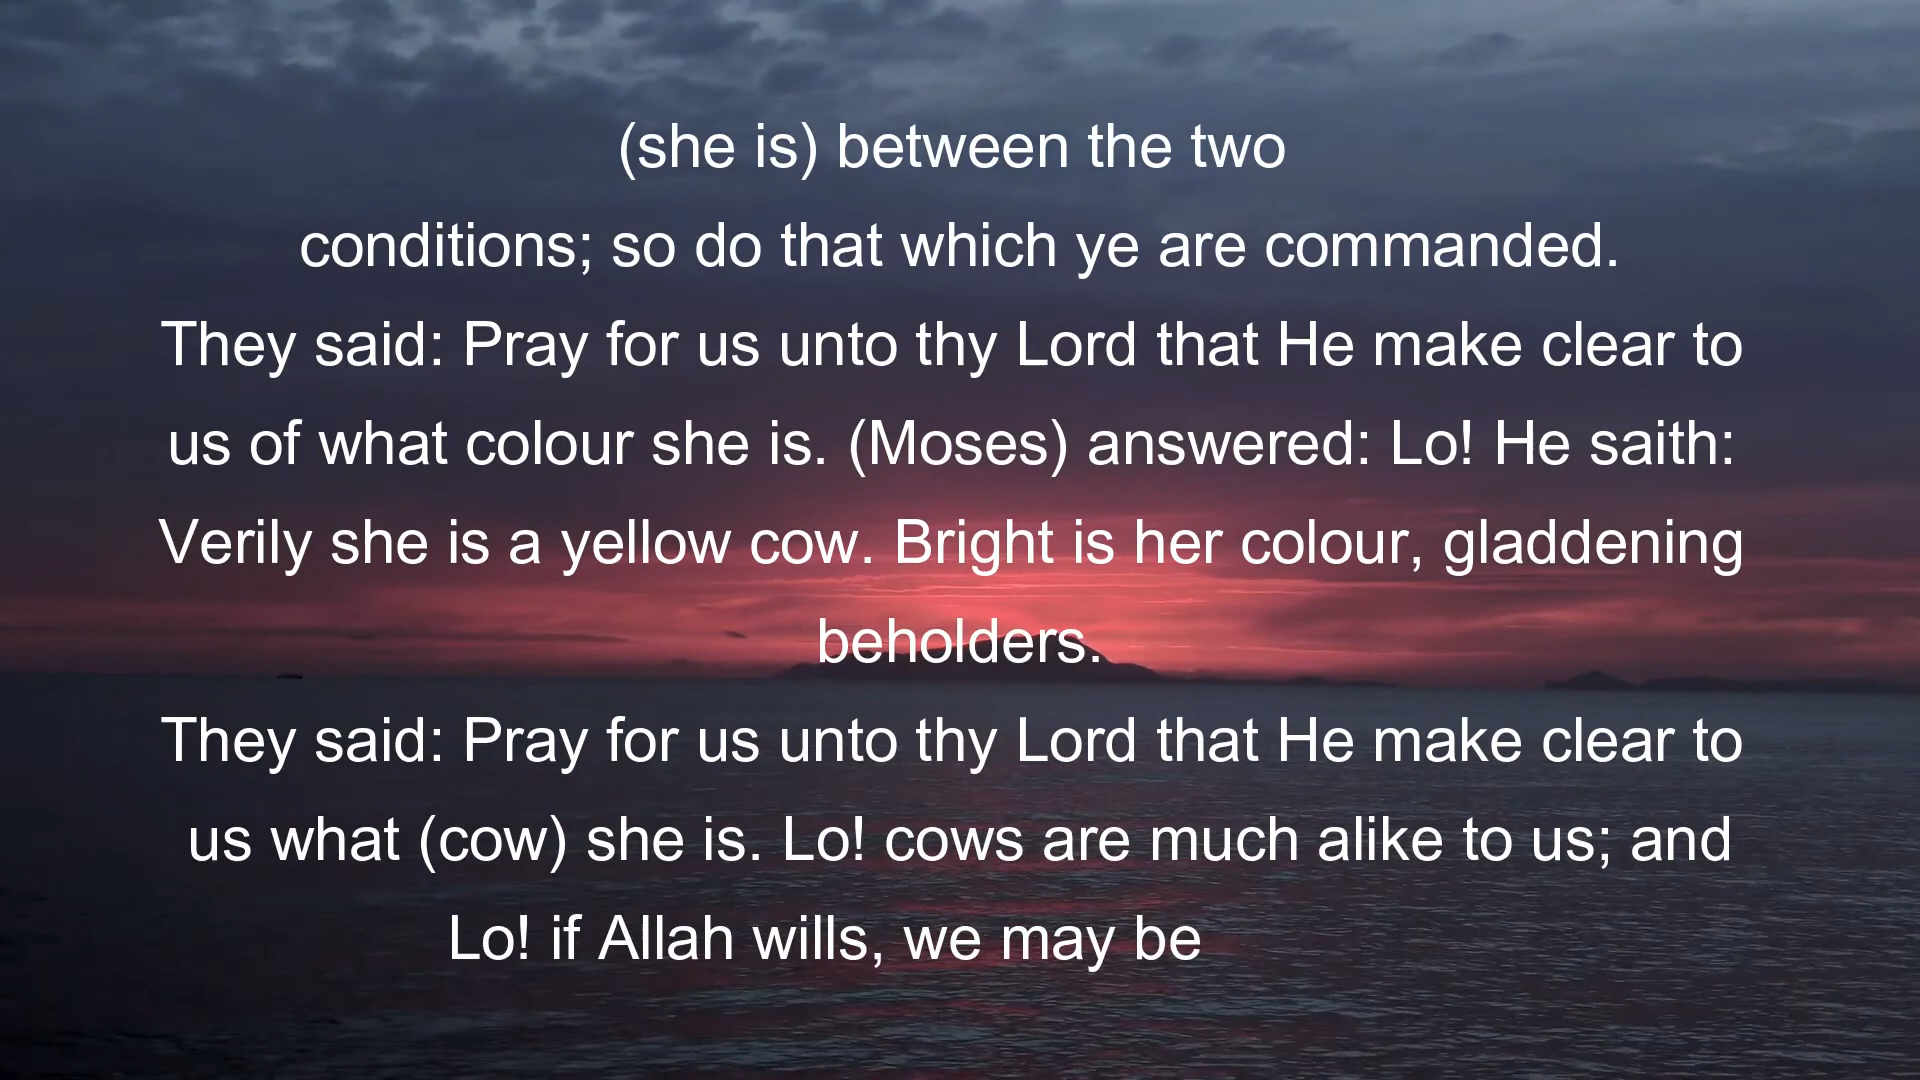 (she is) between the two
conditions; so do that which ye are commanded.
They said: Pray for us unto thy Lord that He make clear to
us of what colour she is. (Moses) answered: Lo! He saith:
Verily she is a yellow cow. Bright is her colour, gladdening
beholders.
They said: Pray for us unto thy Lord that He make clear to
us what (cow) she is. Lo! cows are much alike to us; and
Lo! if Allah wills, we may be